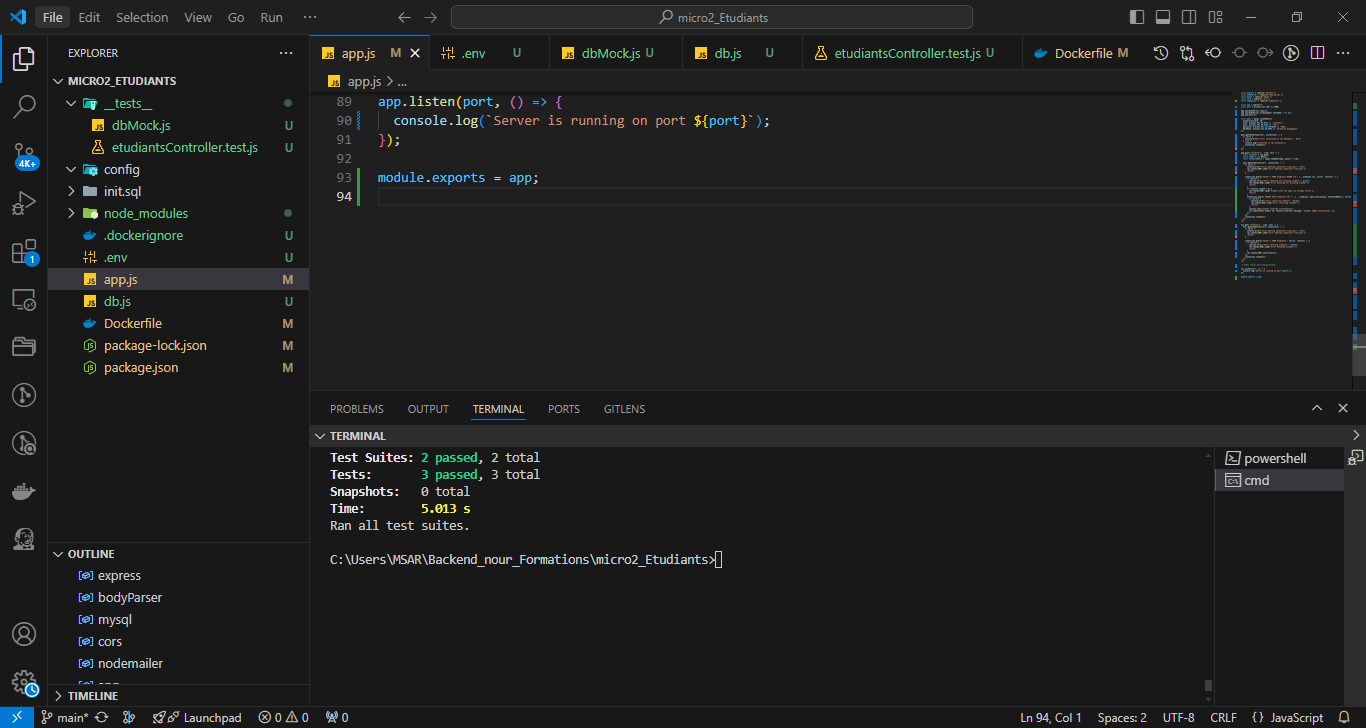 File Edit Selection View Go Run ··· micro2_Etudiants
EXPLORER ···
MICRO2_ETUDIANTS
__tests__
dbMock.js U
etudiantsController.test.js U
config
init.sql
node_modules
.dockerignore U
.env U
app.js M
db.js U
Dockerfile M
package-lock.json M
package.json M
OUTLINE
express
bodyParser
mysql
cors
nodemailer
TIMELINE
4K+
1
app.js M .env U dbMock.js U db.js U etudiantsController.test.js U Dockerfile M ···
app.js > ...
89 app.listen(port, () => {
90 console.log(`Server is running on port ${port}`);
91 });
92
93 module.exports = app;
94
PROBLEMS OUTPUT TERMINAL PORTS GITLENS
TERMINAL
Test Suites: 2 passed, 2 total
Tests: 3 passed, 3 total
Snapshots: 0 total
Time: 5.013 s
Ran all test suites.
C:\Users\MSAR\Backend_nour_Formations\micro2_Etudiants>
powershell
cmd
main* Launchpad 0 0 0 Ln 94, Col 1 Spaces: 2 UTF-8 CRLF {} JavaScript